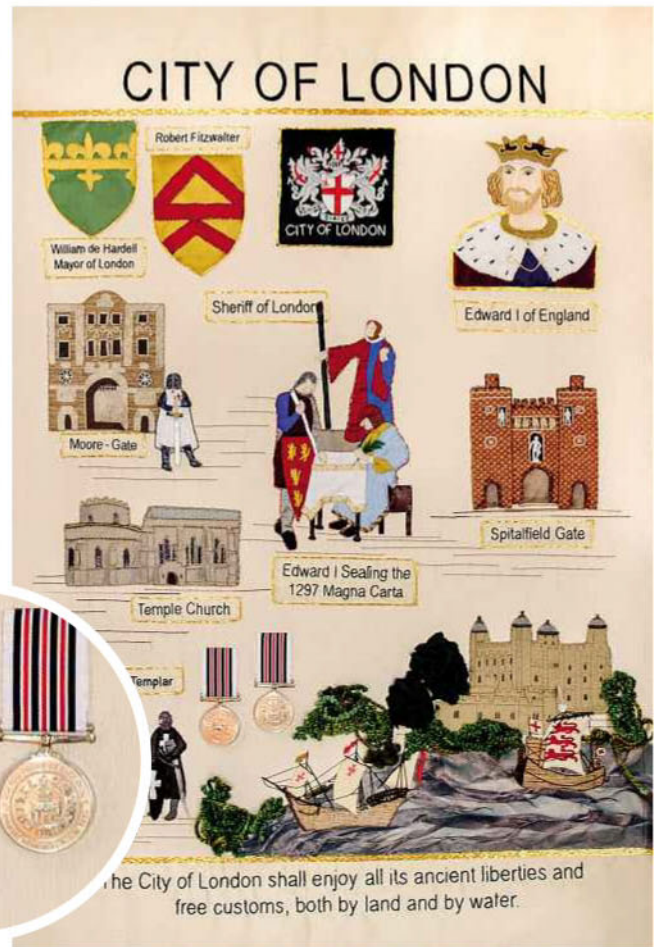 CITY OF LONDON
Robert Fitzwalter
CITY OF LONDON
William de Hardell
Mayor of London
Sheriff of London
Edward I of England
Moore - Gate
Spitalfield Gate
Edward I Sealing the
1297 Magna Carta
Temple Church
Templar
The City of London shall enjoy all its ancient liberties and
free customs, both by land and by water.